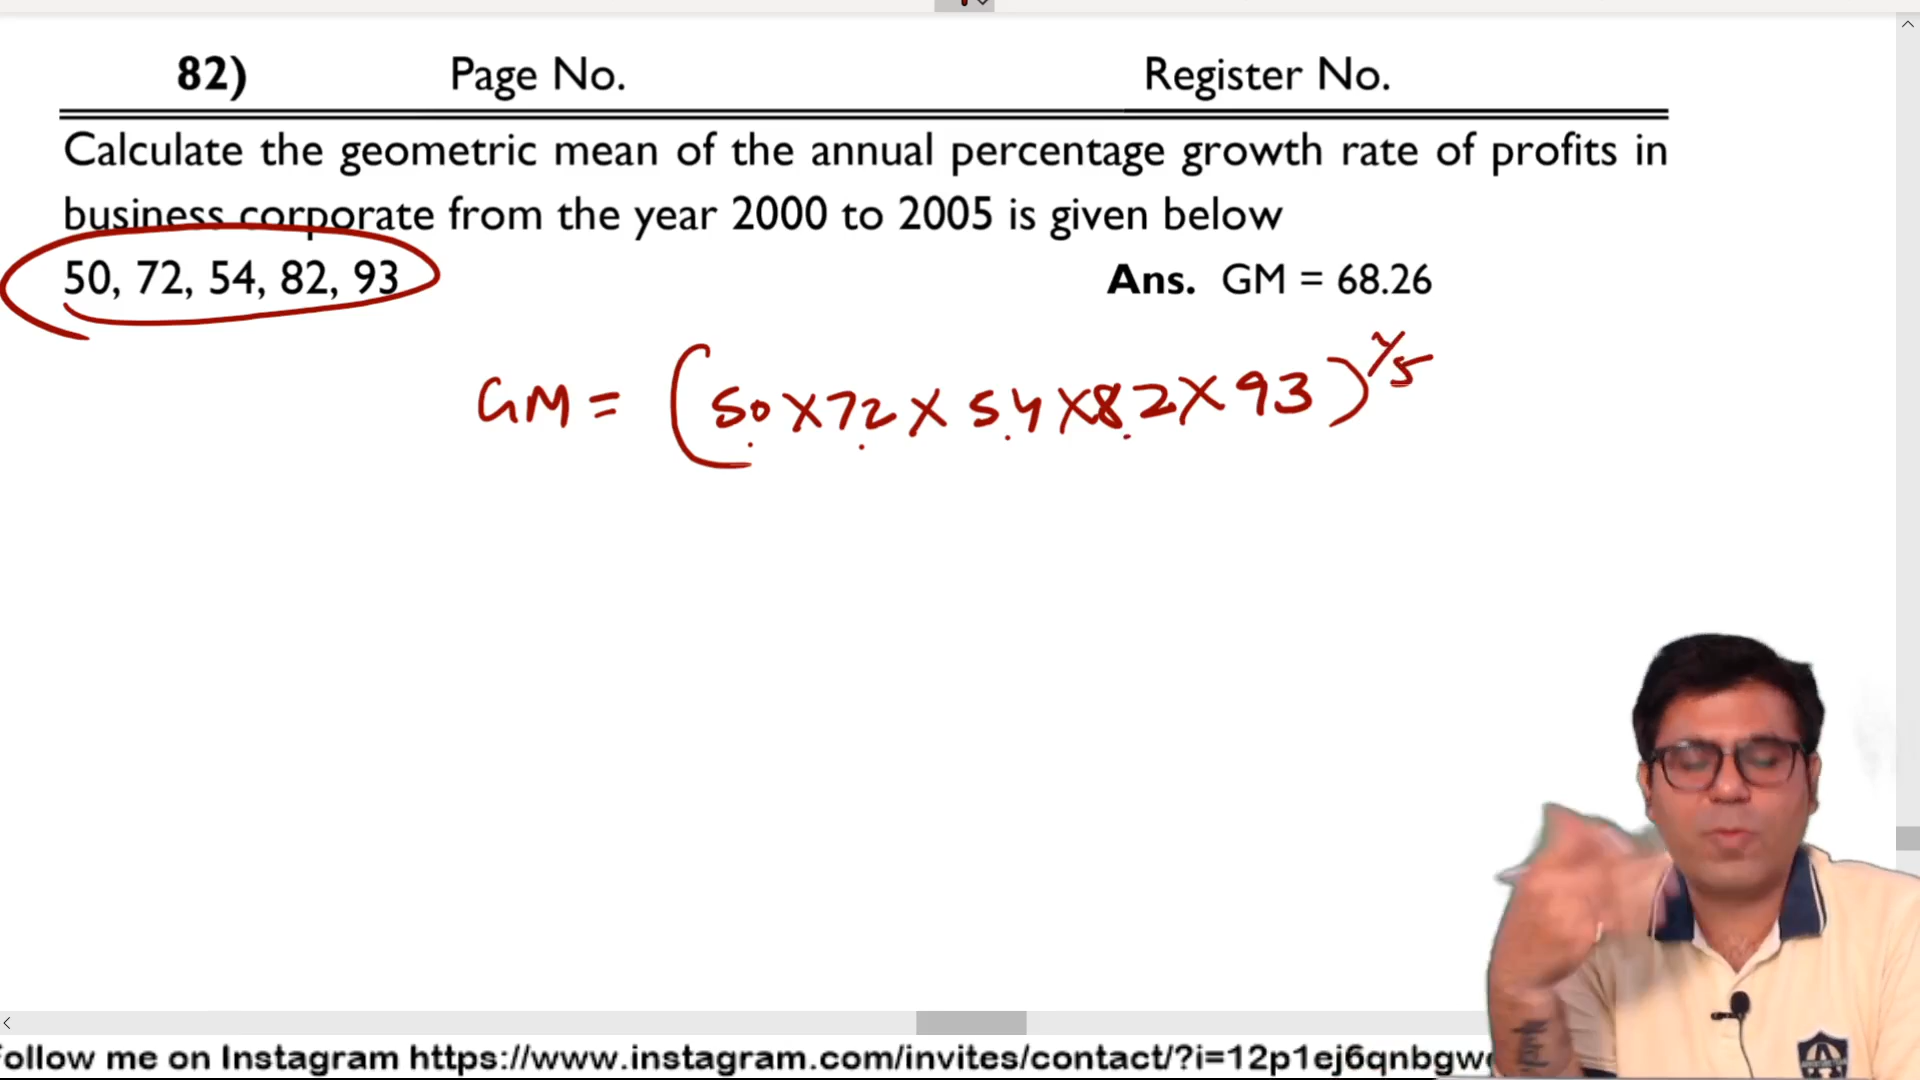 82) Page No. Register No.
Calculate the geometric mean of the annual percentage growth rate of profits in
business corporate from the year 2000 to 2005 is given below
50, 72, 54, 82, 93 Ans. GM = 68.26
GM = (50 × 72 × 54 × 82 × 93)^1/5
follow me on Instagram https://www.instagram.com/invites/contact/?i=12p1ej6qnbgw